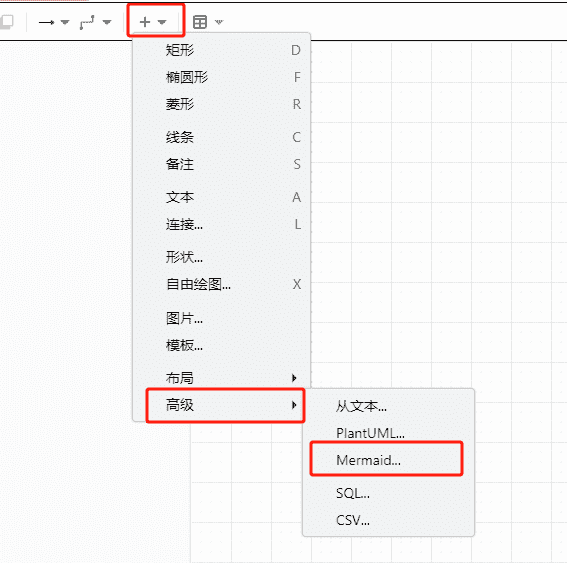 矩形 D
椭圆形 F
菱形 R
线条 C
备注 S
文本 A
连接... L
形状...
自由绘图... X
图片...
模板...
布局
高级
从文本...
PlantUML...
Mermaid...
SQL...
CSV...